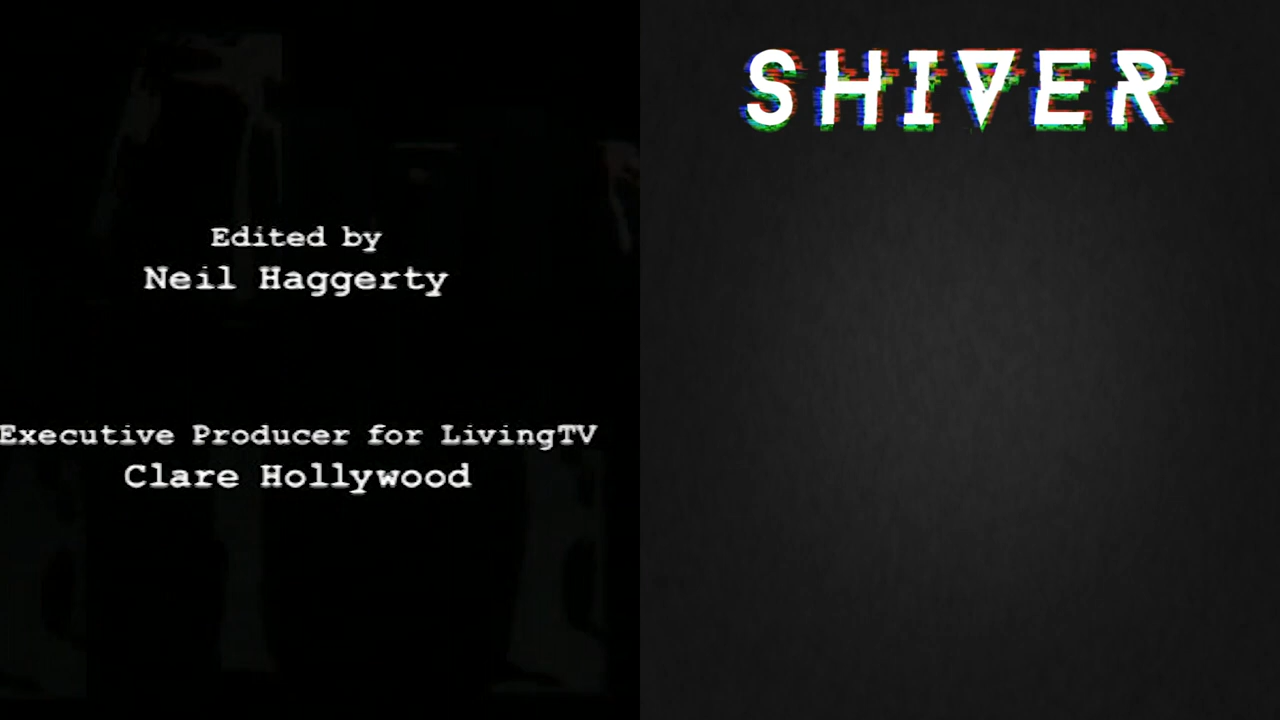 Edited by
Neil Haggerty
Executive Producer for LivingTV
Clare Hollywood
SHIVER